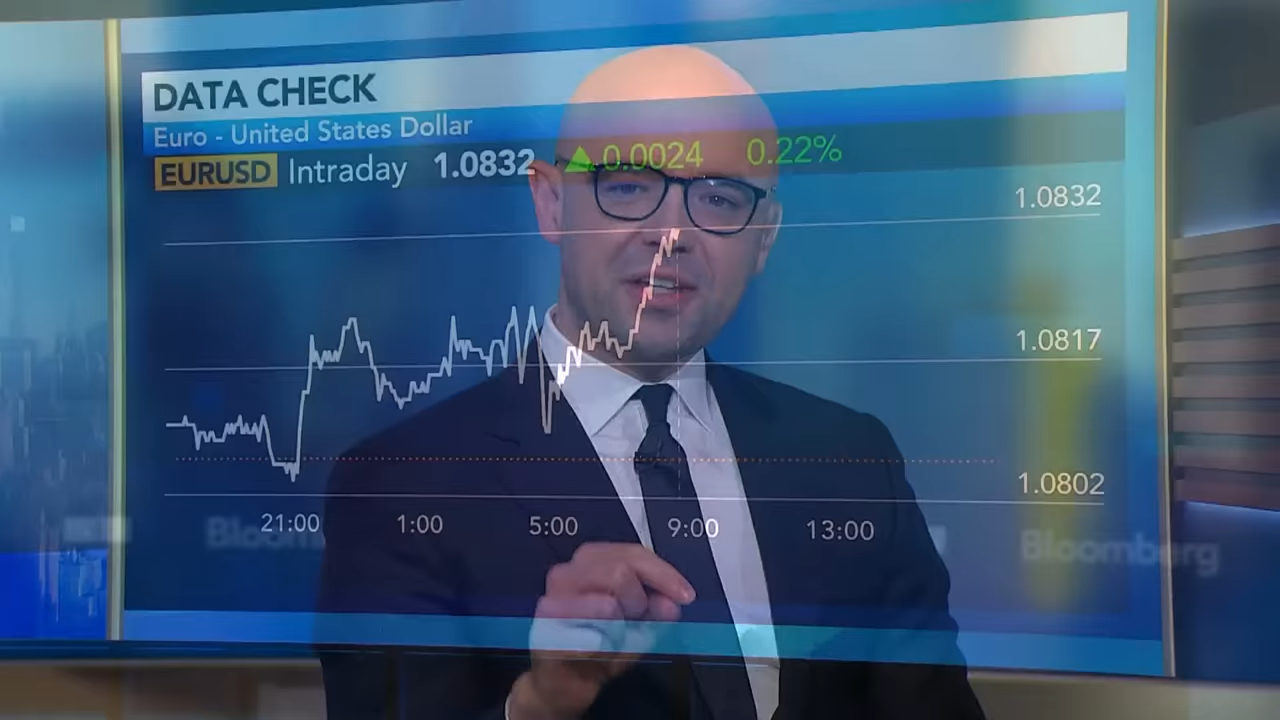 DATA CHECK
Euro - United States Dollar
EURUSD Intraday 1.0832 ▲0.0024 0.22%
1.0832
1.0817
1.0802
21:00 1:00 5:00 9:00 13:00
Bloomberg